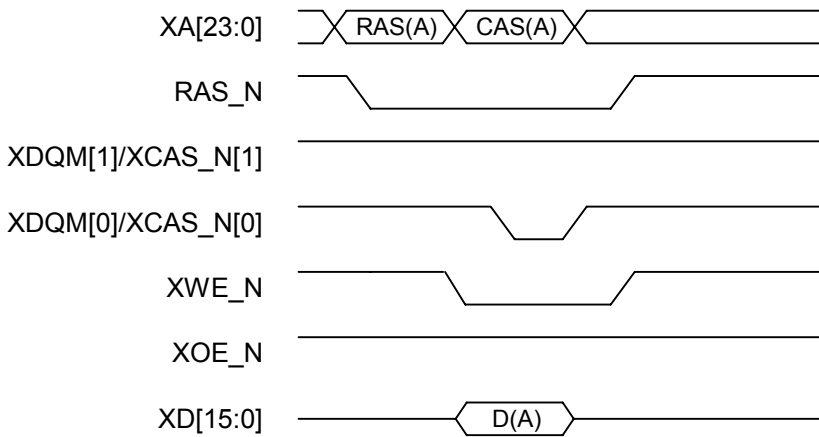 XA[23:0] RAS(A) CAS(A)
RAS_N
XDQM[1]/XCAS_N[1]
XDQM[0]/XCAS_N[0]
XWE_N
XOE_N
XD[15:0] D(A)